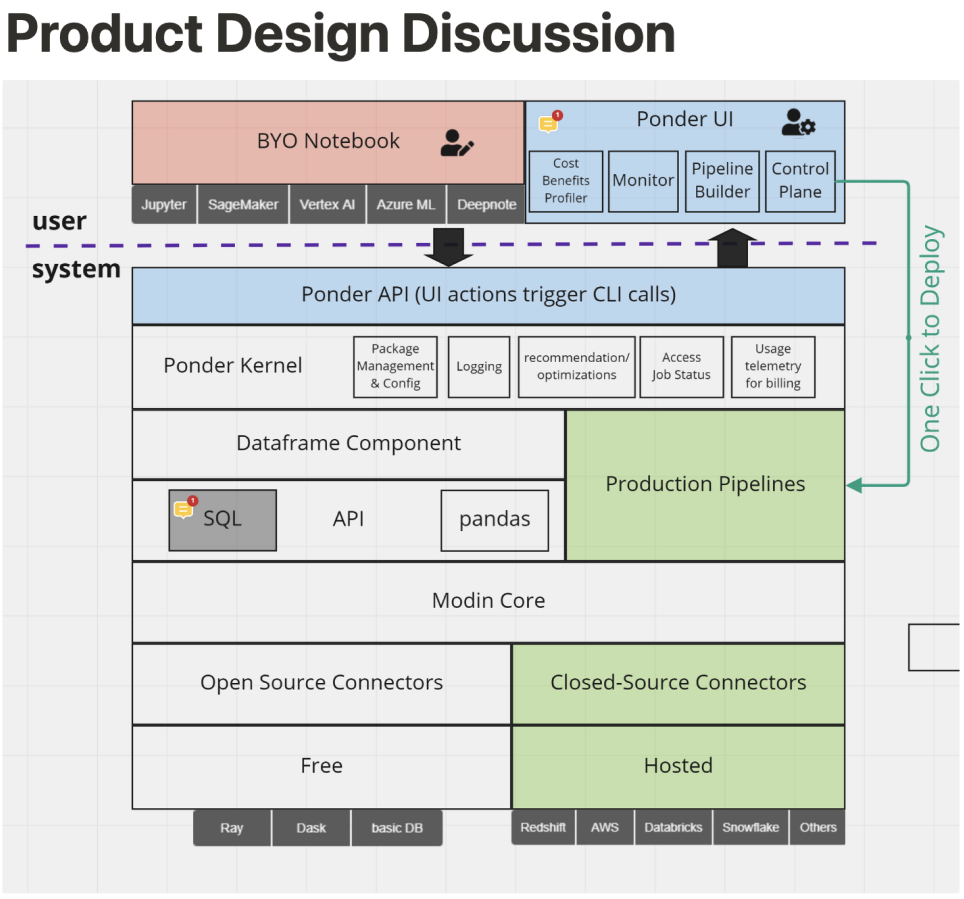 Product Design Discussion
BYO Notebook
1
Ponder UI
Cost
Benefits
Profiler
Monitor
Pipeline
Builder
Control
Plane
Jupyter
SageMaker
Vertex AI
Azure ML
Deepnote
user
system
One Click to Deploy
Ponder API (UI actions trigger CLI calls)
Ponder Kernel
Package
Management
& Config
Logging
recommendation/
optimizations
Access
Job Status
Usage
telemetry
for billing
Dataframe Component
Production Pipelines
1
SQL
API
pandas
Modin Core
Open Source Connectors
Closed-Source Connectors
Free
Hosted
Ray
Dask
basic DB
Redshift
AWS
Databricks
Snowflake
Others